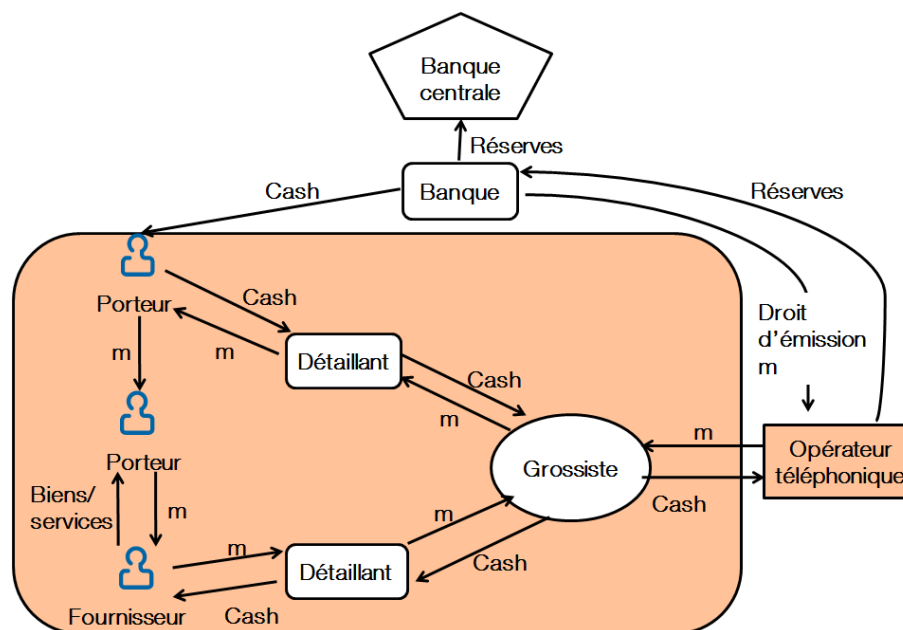 Banque
centrale
Réserves
Cash
Banque
Réserves
Cash
Porteur
m
Détaillant
Cash
Droit
d'émission
m
m
m
Porteur
Grossiste
m
Opérateur
téléphonique
Biens/
services
m
m
Cash
m
Détaillant
Cash
Fournisseur
Cash